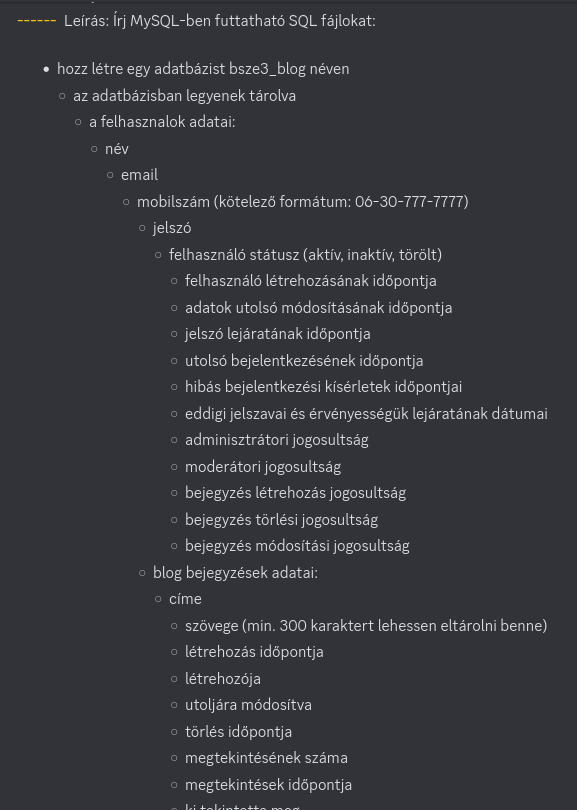 ------ Leírás: Írj MySQL-ben futtatható SQL fájlokat:
• hozz létre egy adatbázist bsze3_blog néven
○ az adatbázisban legyenek tárolva
○ a felhasznalok adatai:
○ név
○ email
○ mobilszám (kötelező formátum: 06-30-777-7777)
○ jelszó
○ felhasználó státusz (aktív, inaktív, törölt)
○ felhasználó létrehozásának időpontja
○ adatok utolsó módosításának időpontja
○ jelszó lejáratának időpontja
○ utolsó bejelentkezésének időpontja
○ hibás bejelentkezési kísérletek időpontjai
○ eddigi jelszavai és érvényességük lejáratának dátumai
○ adminisztrátori jogosultság
○ moderátori jogosultság
○ bejegyzés létrehozás jogosultság
○ bejegyzés törlési jogosultság
○ bejegyzés módosítási jogosultság
○ blog bejegyzések adatai:
○ címe
○ szövege (min. 300 karaktert lehessen eltárolni benne)
○ létrehozás időpontja
○ létrehozója
○ utoljára módosítva
○ törlés időpontja
○ megtekintésének száma
○ megtekintések időpontja
○ ki tekintette meg